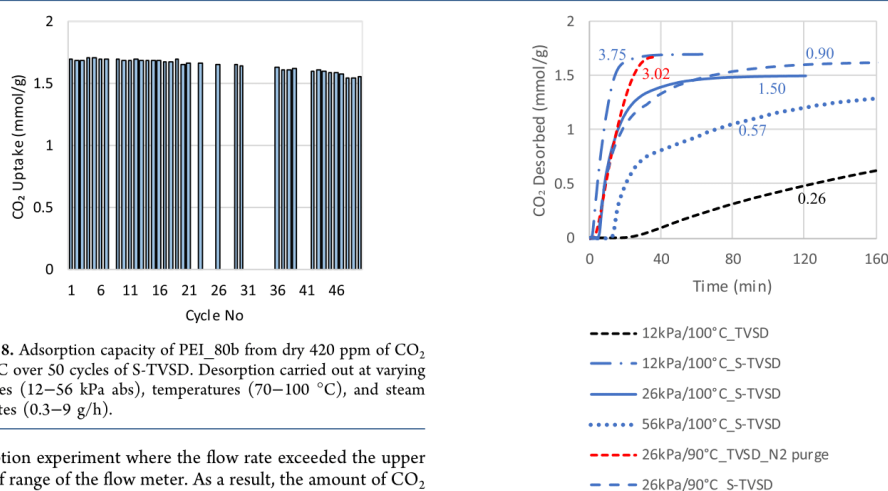 2
1.5
1
0.5
0
CO₂ Uptake (mmol/g)
1 6 11 16 21 26 31 36 41 46
Cycle No
8. Adsorption capacity of PEI_80b from dry 420 ppm of CO₂
C over 50 cycles of S-TVSD. Desorption carried out at varying
es (12−56 kPa abs), temperatures (70−100 °C), and steam
tes (0.3−9 g/h).
tion experiment where the flow rate exceeded the upper
f range of the flow meter. As a result, the amount of CO₂
2
1.5
1
0.5
0
CO₂ Desorbed (mmol/g)
3.75
3.02
0.90
1.50
0.57
0.26
0 40 80 120 160
Time (min)
12kPa/100°C_TVSD
12kPa/100°C_S-TVSD
26kPa/100°C_S-TVSD
56kPa/100°C_S-TVSD
26kPa/90°C_TVSD_N2 purge
26kPa/90°C S-TVSD